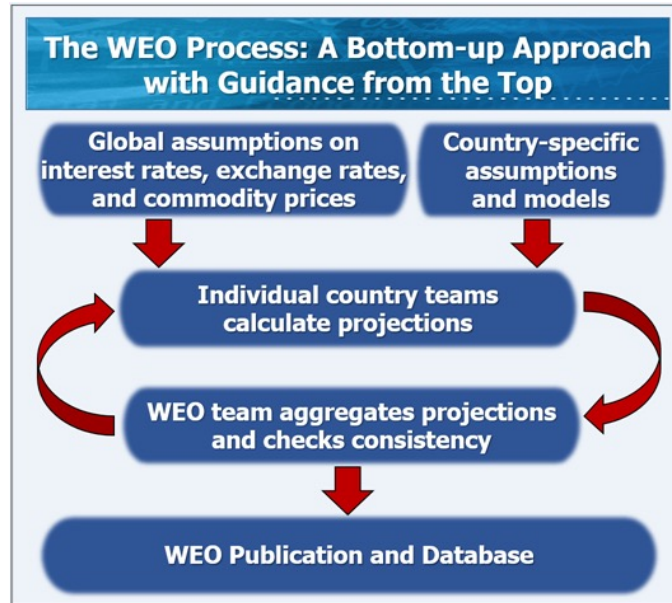 The WEO Process: A Bottom-up Approach
with Guidance from the Top
Global assumptions on
interest rates, exchange rates,
and commodity prices
Country-specific
assumptions
and models
Individual country teams
calculate projections
WEO team aggregates projections
and checks consistency
WEO Publication and Database